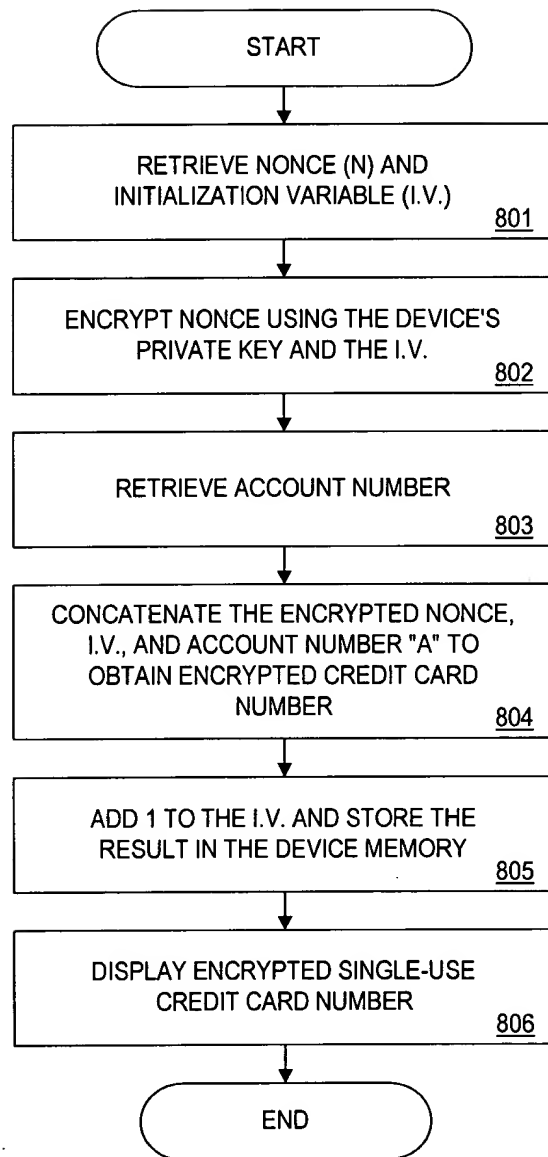 START
RETRIEVE NONCE (N) AND
INITIALIZATION VARIABLE (I.V.)
801
ENCRYPT NONCE USING THE DEVICE'S
PRIVATE KEY AND THE I.V.
802
RETRIEVE ACCOUNT NUMBER
803
CONCATENATE THE ENCRYPTED NONCE,
I.V., AND ACCOUNT NUMBER "A" TO
OBTAIN ENCRYPTED CREDIT CARD
NUMBER
804
ADD 1 TO THE I.V. AND STORE THE
RESULT IN THE DEVICE MEMORY
805
DISPLAY ENCRYPTED SINGLE-USE
CREDIT CARD NUMBER
806
END